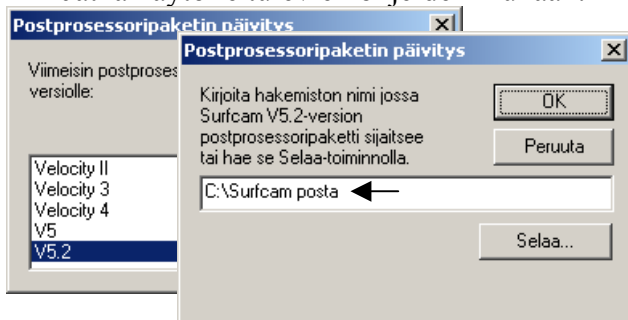 Postprosessoripaketin päivitys
Viimeisin
versiolle:
Velocity II
Velocity 3
Velocity 4
V5
V5.2
Postprosessoripaketin päivitys
Kirjoita hakemiston nimi jossa
Surfcam V5.2-version
postprosessoripaketti sijaitsee
tai hae se Selaa-toiminnolla.
OK
Peruuta
C:\Surfcam posta
Selaa...